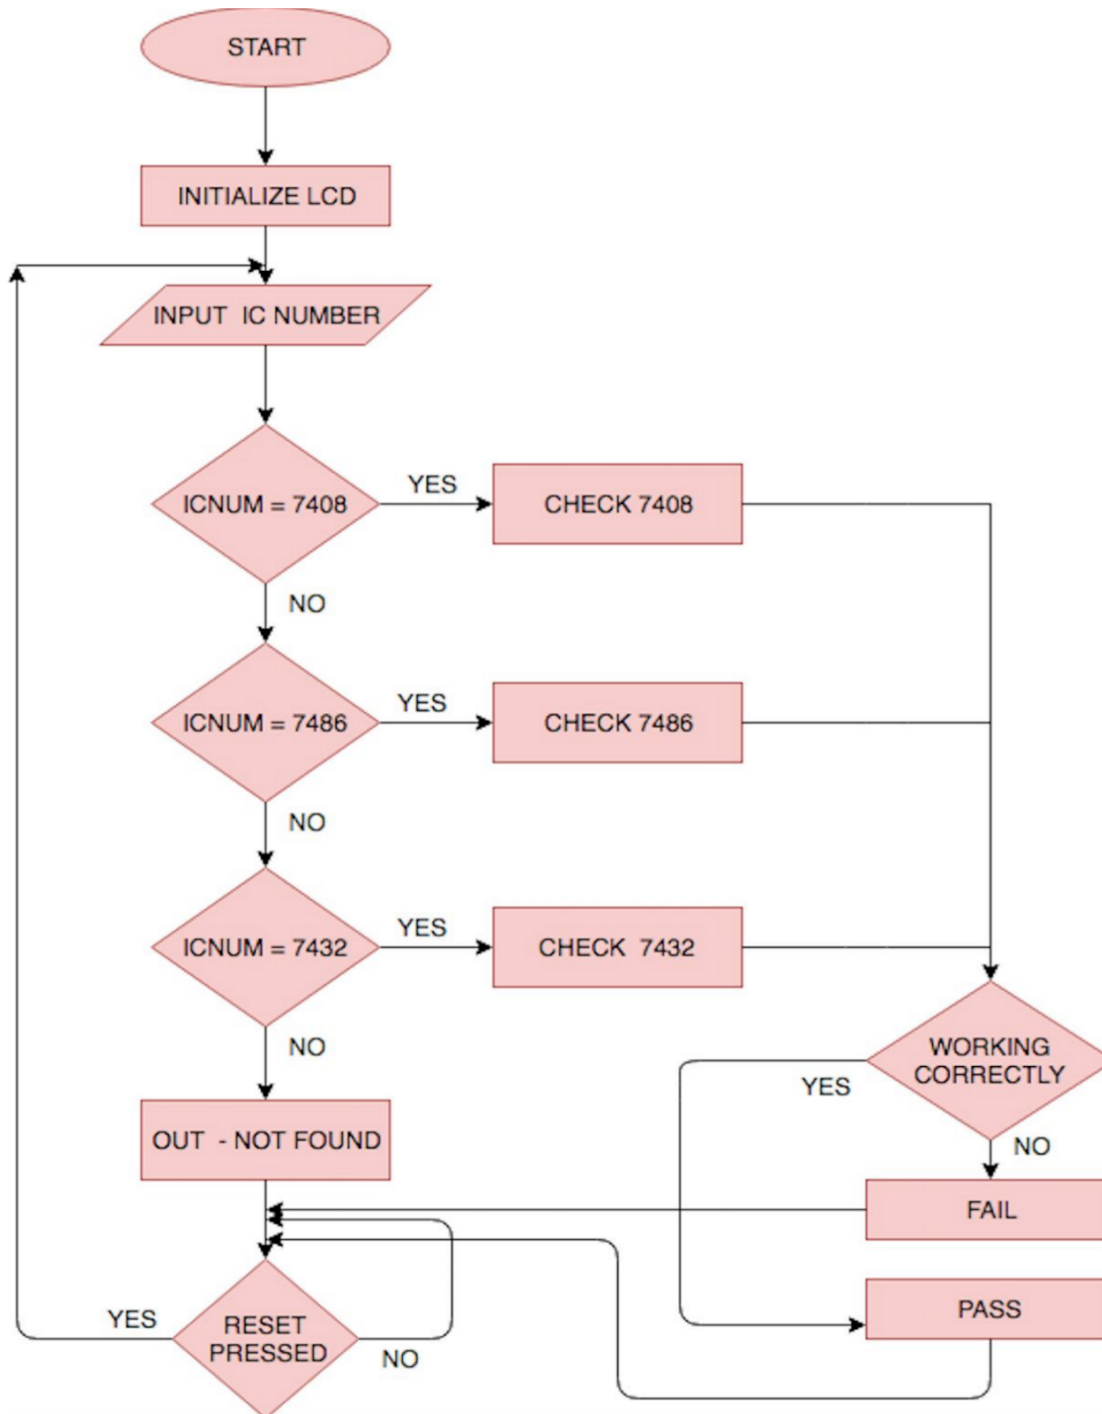 START
INITIALIZE LCD
INPUT IC NUMBER
ICNUM = 7408
YES
CHECK 7408
NO
ICNUM = 7486
YES
CHECK 7486
NO
ICNUM = 7432
YES
CHECK 7432
NO
WORKING
CORRECTLY
YES
NO
OUT - NOT FOUND
FAIL
PASS
YES
RESET
PRESSED
NO